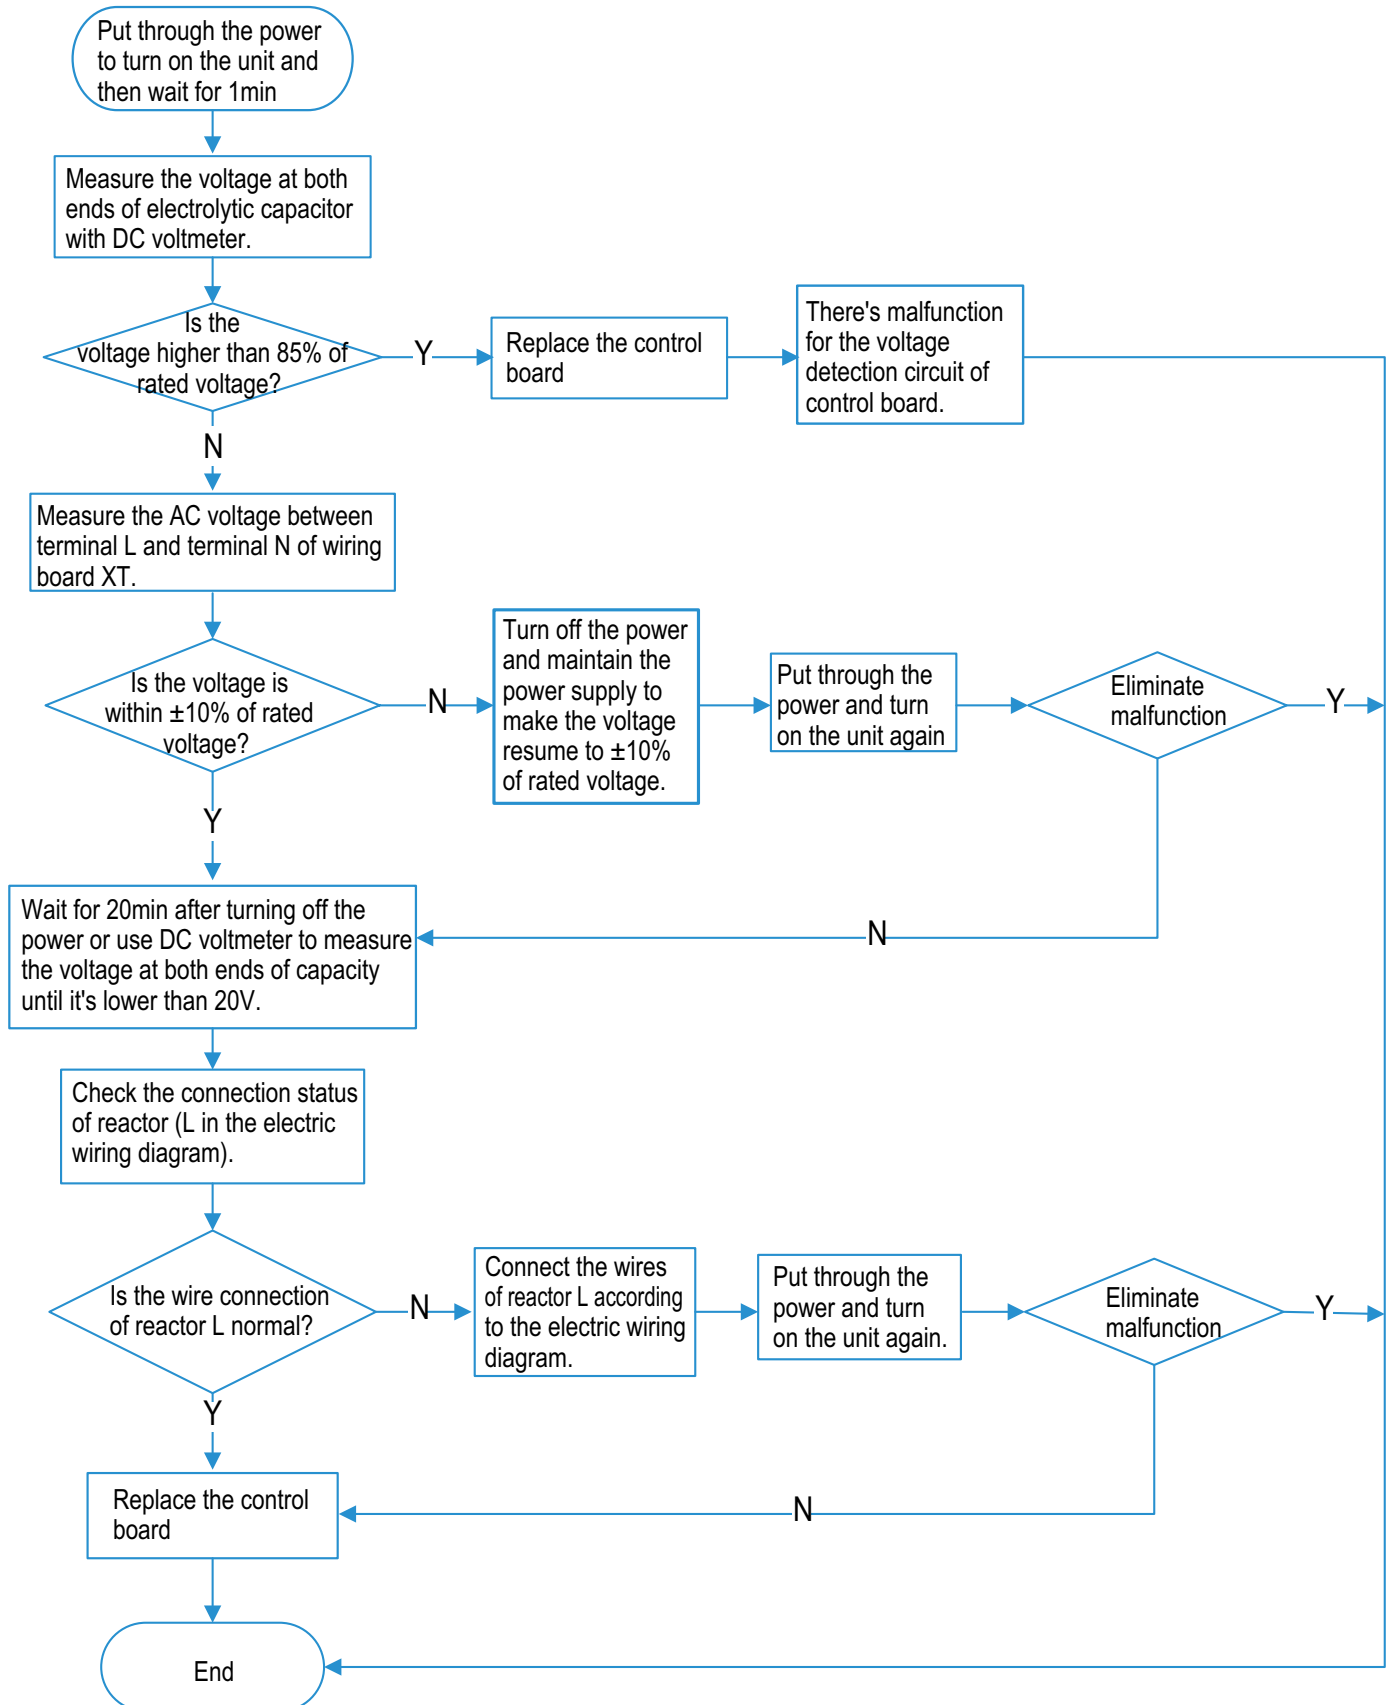 Put through the power
to turn on the unit and
then wait for 1min
Measure the voltage at both
ends of electrolytic capacitor
with DC voltmeter.
Is the
voltage higher than 85% of
rated voltage?
Y
Replace the control
board
There's malfunction
for the voltage
detection circuit of
control board.
N
Measure the AC voltage between
terminal L and terminal N of wiring
board XT.
Is the voltage is
within ±10% of rated
voltage?
N
Turn off the power
and maintain the
power supply to
make the voltage
resume to ±10%
of rated voltage.
Put through the
power and turn
on the unit again
Eliminate
malfunction
Y
Y
N
Wait for 20min after turning off the
power or use DC voltmeter to measure
the voltage at both ends of capacity
until it's lower than 20V.
Check the connection status
of reactor (L in the electric
wiring diagram).
Is the wire connection
of reactor L normal?
N
Connect the wires
of reactor L according
to the electric wiring
diagram.
Put through the
power and turn
on the unit again.
Eliminate
malfunction
Y
Y
N
Replace the control
board
End